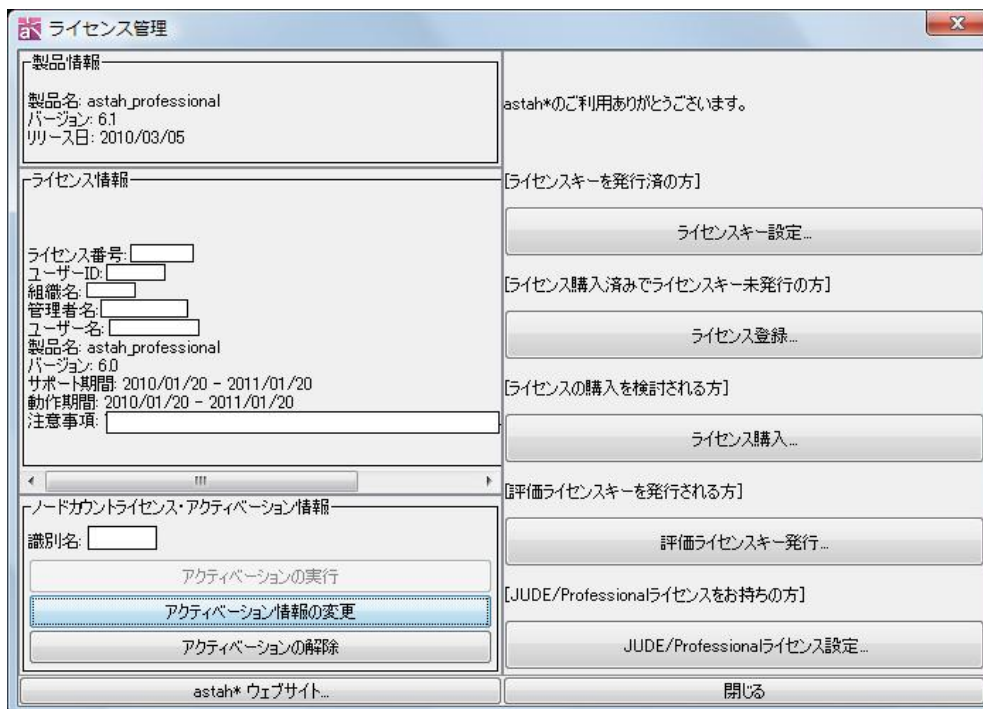 ライセンス管理
製品情報
製品名: astah_professional
バージョン: 6.1
リリース日: 2010/03/05
ライセンス情報
ライセンス番号:
ユーザーID:
組織名:
管理者名:
ユーザー名:
製品名: astah_professional
バージョン: 6.0
サポート期間: 2010/01/20 - 2011/01/20
動作期間: 2010/01/20 - 2011/01/20
注意事項:
ノードカウントライセンス・アクティベーション情報
識別名:
アクティベーションの実行
アクティベーション情報の変更
アクティベーションの解除
astah* ウェブサイト...
astah*のご利用ありがとうございます。
[ライセンスキーを発行済の方]
ライセンスキー設定...
[ライセンス購入済みでライセンスキー未発行の方]
ライセンス登録...
[ライセンスの購入を検討される方]
ライセンス購入...
[評価ライセンスキーを発行される方]
評価ライセンスキー発行...
[JUDE/Professionalライセンスをお持ちの方]
JUDE/Professionalライセンス設定...
閉じる